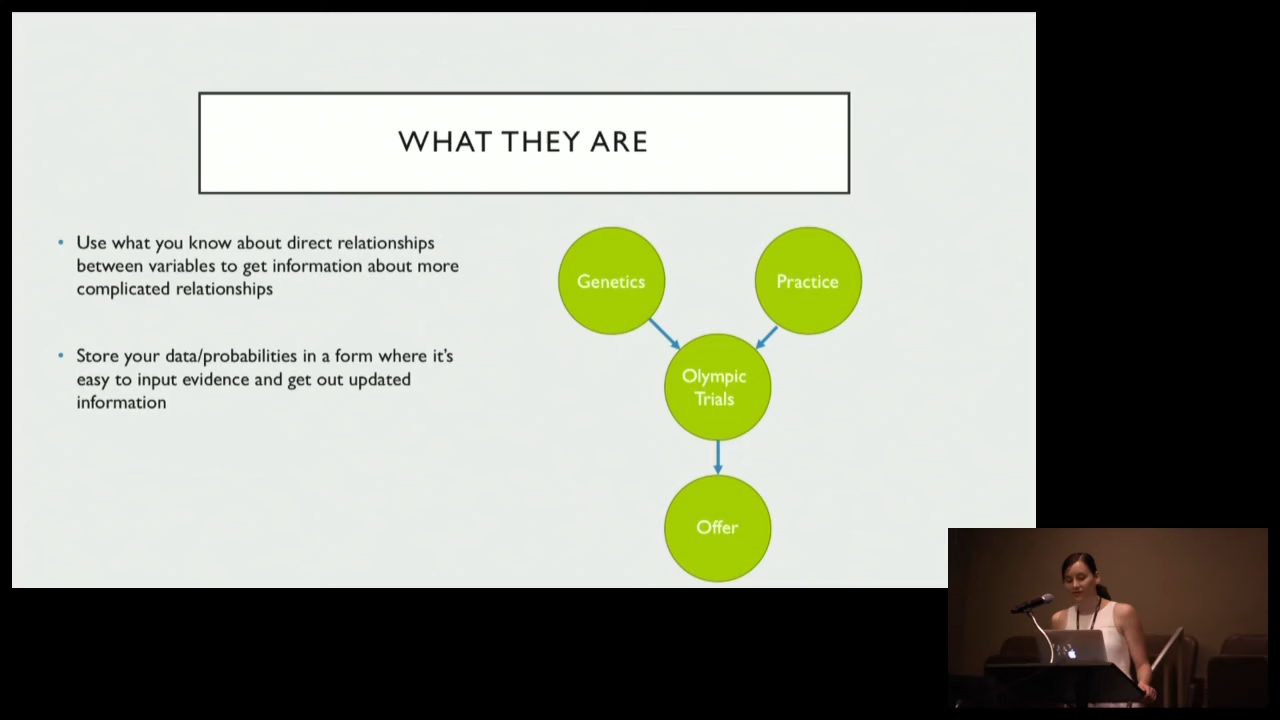 WHAT THEY ARE
• Use what you know about direct relationships
between variables to get information about more
complicated relationships
• Store your data/probabilities in a form where it's
easy to input evidence and get out updated
information
Genetics
Practice
Olympic
Trials
Offer